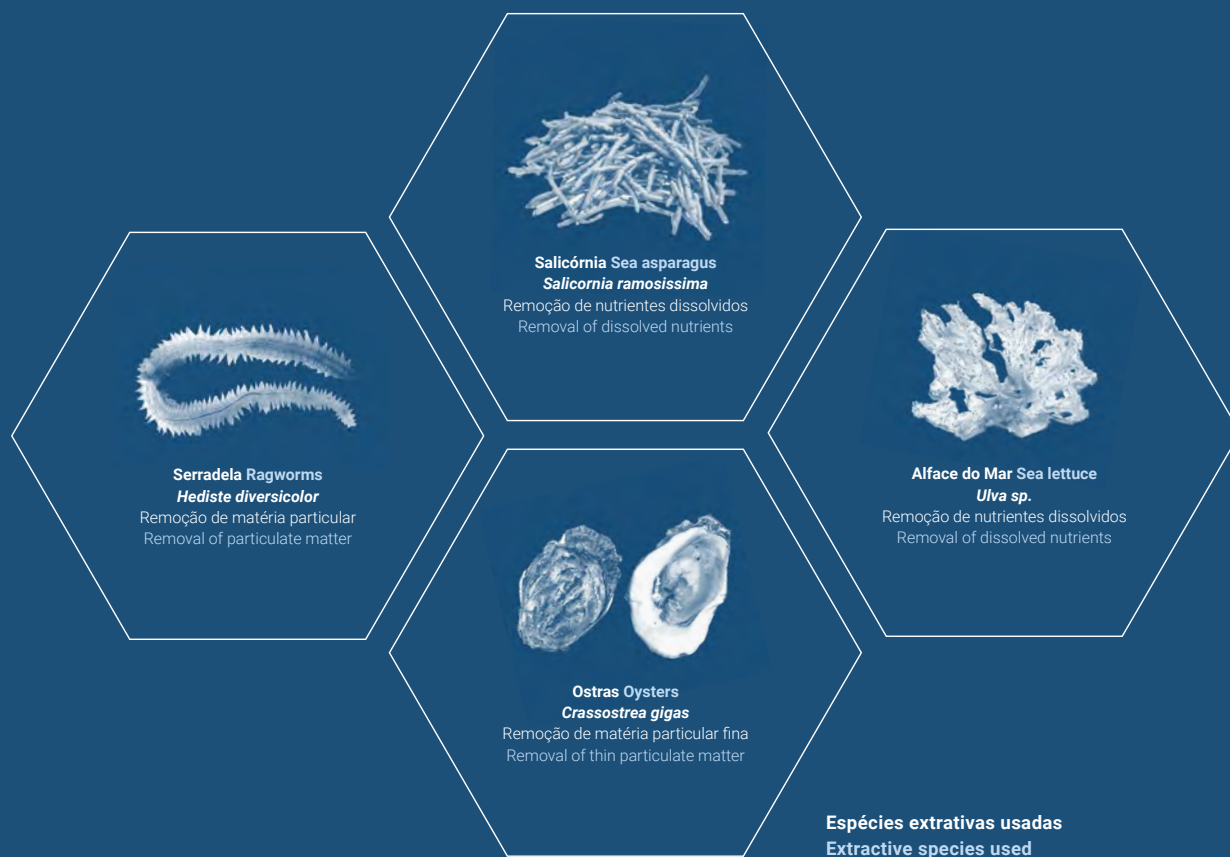 Salicórnia Sea asparagus
Salicornia ramosissima
Remoção de nutrientes dissolvidos
Removal of dissolved nutrients
Serradela Ragworms
Hediste diversicolor
Remoção de matéria particular
Removal of particulate matter
Alface do Mar Sea lettuce
Ulva sp.
Remoção de nutrientes dissolvidos
Removal of dissolved nutrients
Ostras Oysters
Crassostrea gigas
Remoção de matéria particular fina
Removal of thin particulate matter
Espécies extrativas usadas
Extractive species used